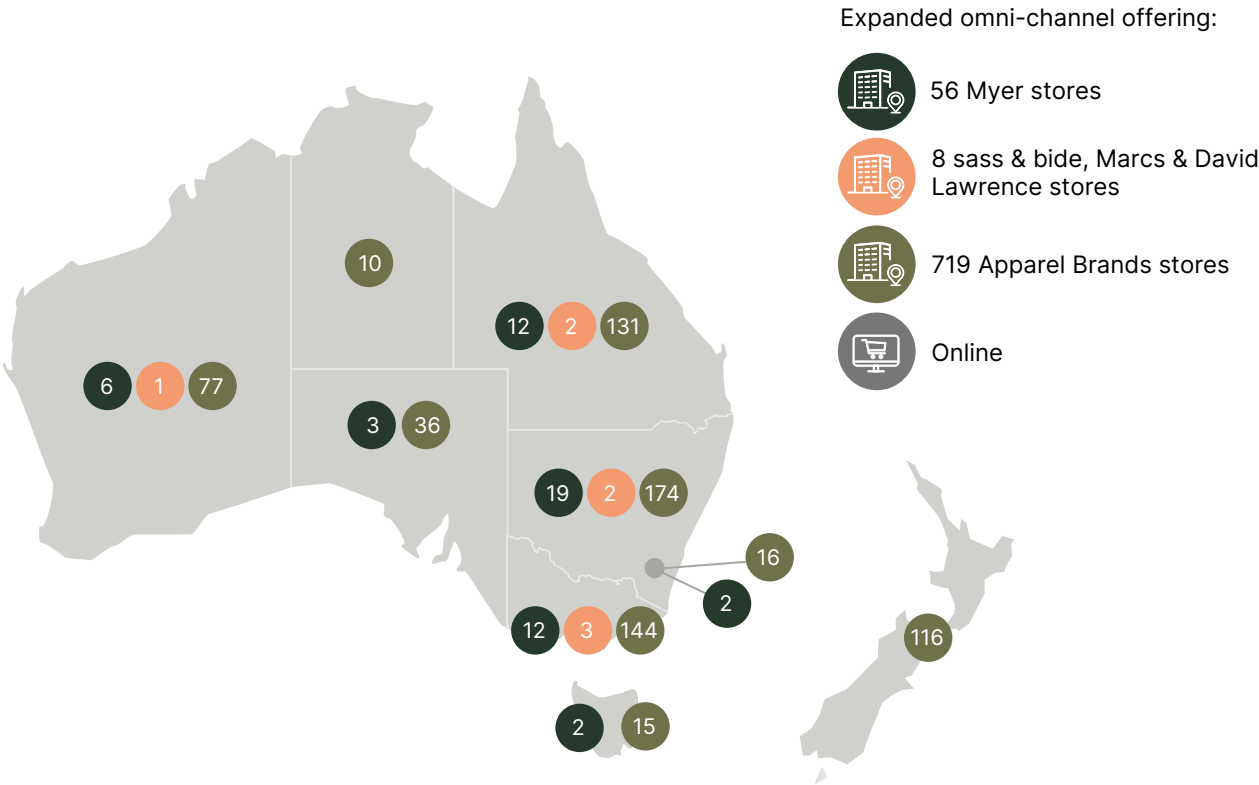 Expanded omni-channel offering:
56 Myer stores
8 sass & bide, Marcs & David
Lawrence stores
719 Apparel Brands stores
Online
10
12 2 131
6 1 77
3 36
19 2 174
16
2
12 3 144
116
2 15